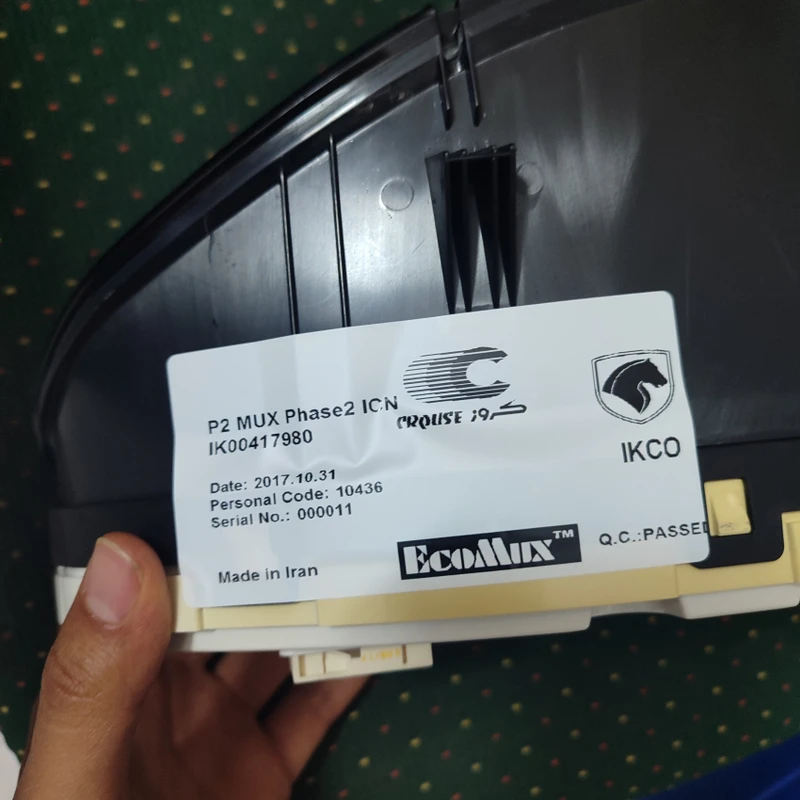 P2 MUX Phase2 ICN
IK00417980
CROUSE کروز
IKCO
Date: 2017.10.31
Personal Code: 10436
Serial No.: 000011
Made in Iran
EcoMux™
Q.C.:PASSED